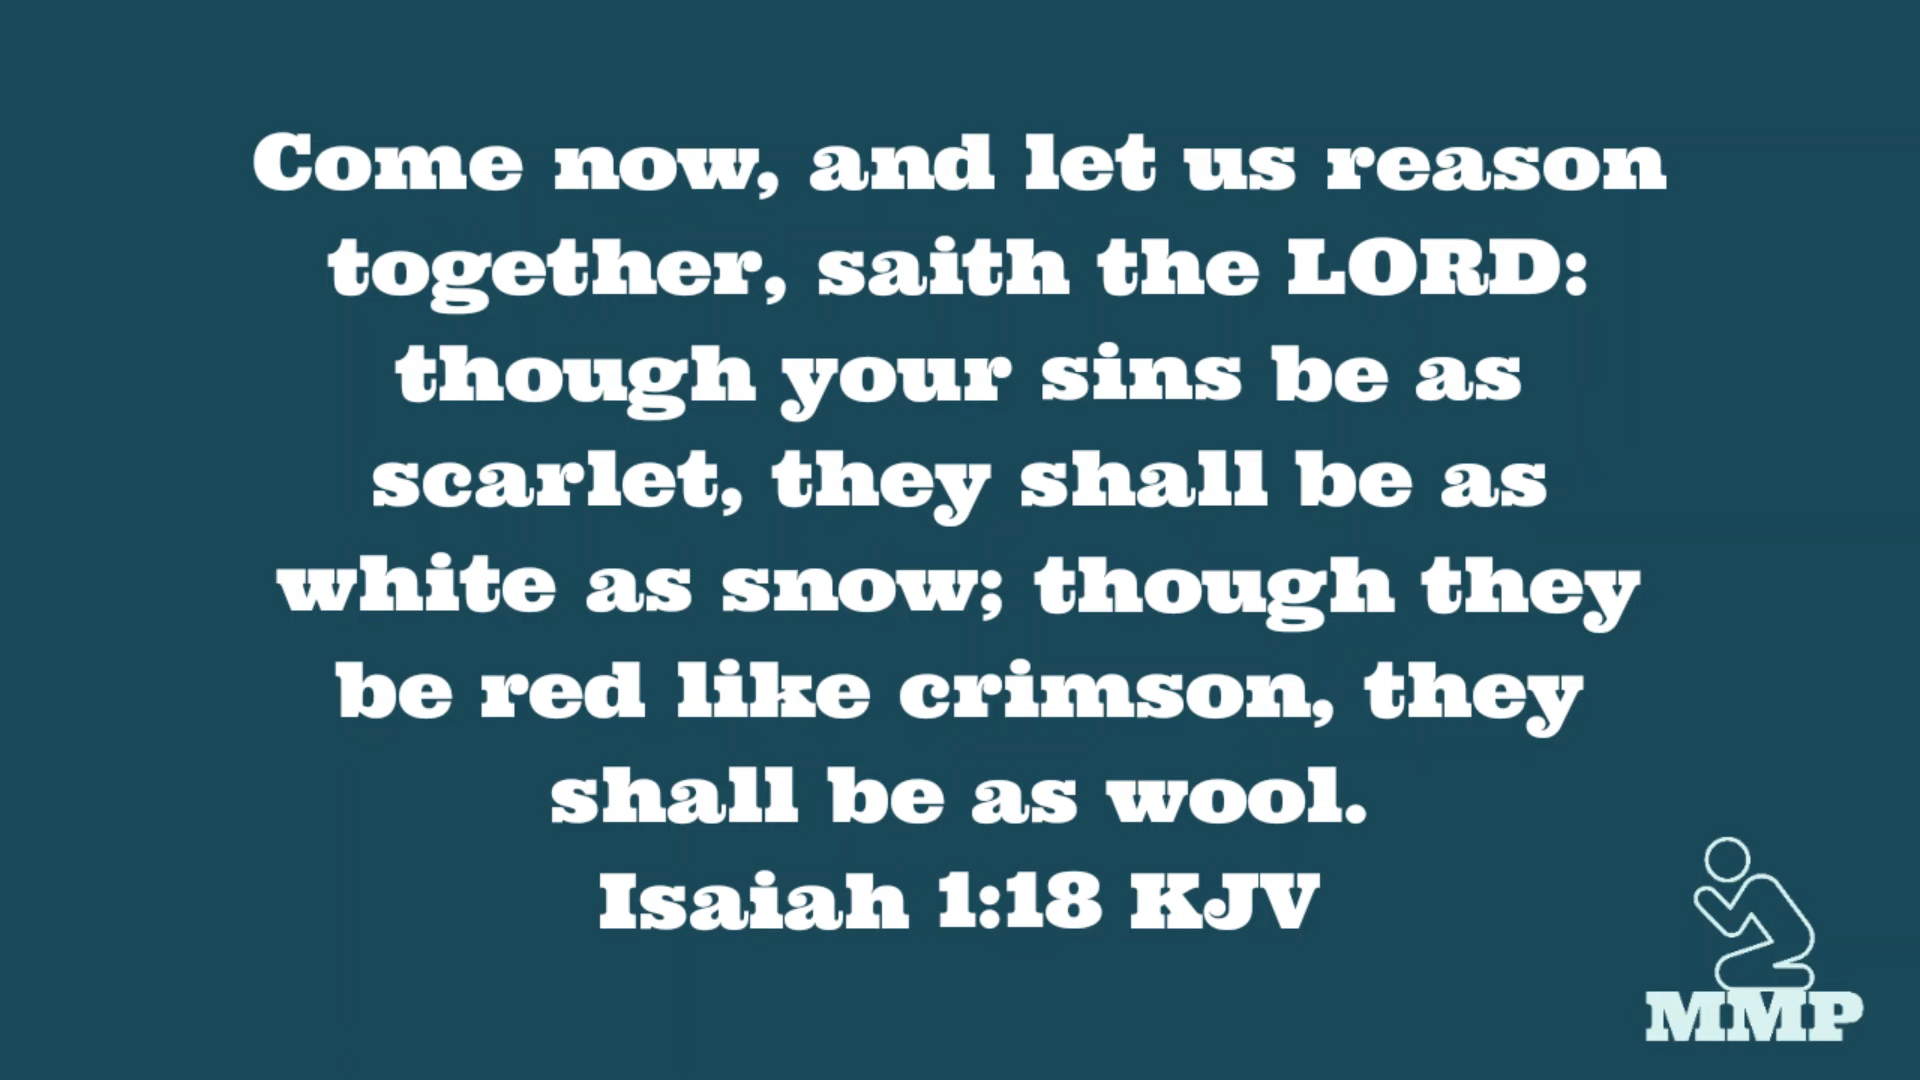 Come now, and let us reason
together, saith the LORD:
though your sins be as
scarlet, they shall be as
white as snow; though they
be red like crimson, they
shall be as wool.
Isaiah 1:18 KJV
MMP